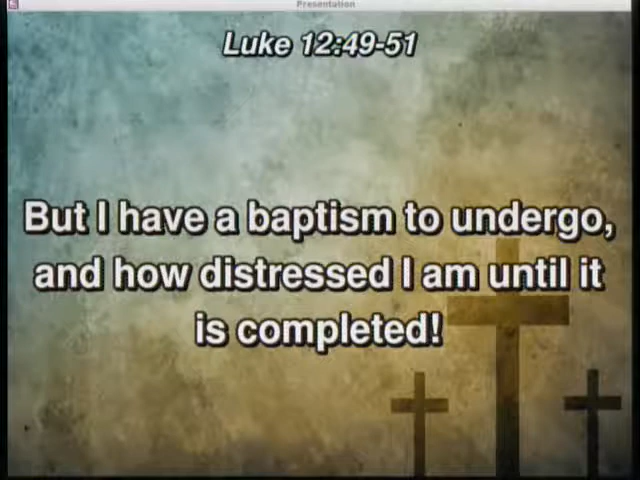 Presentation
Luke 12:49-51
But I have a baptism to undergo,
and how distressed I am until it
is completed!